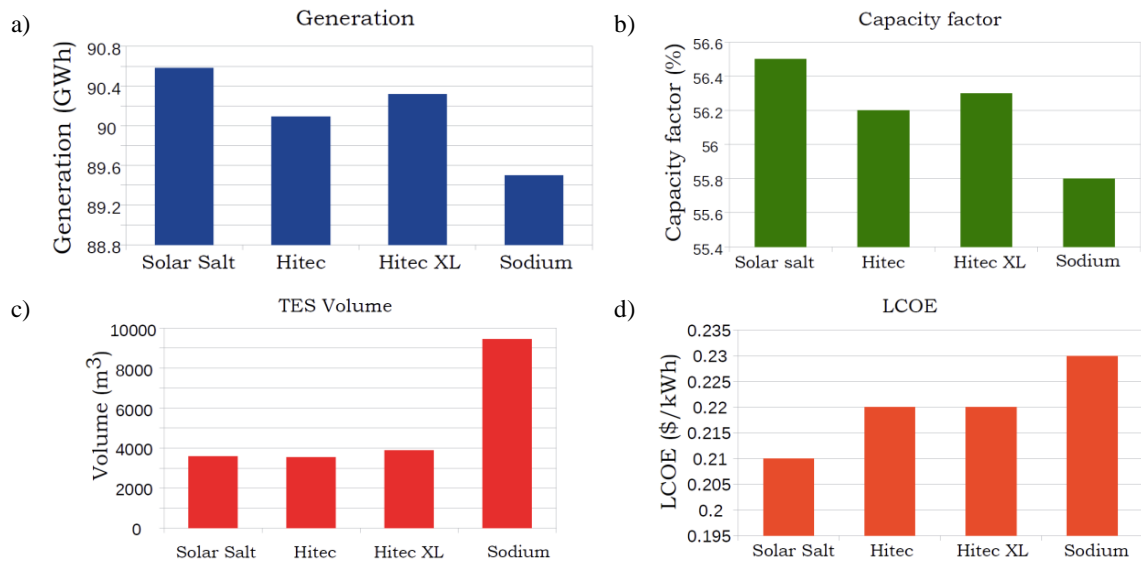 a)
Generation
Generation (GWh)
90.8
90.4
90
89.6
89.2
88.8
Solar Salt Hitec Hitec XL Sodium
b)
Capacity factor
Capacity factor (%)
56.6
56.4
56.2
56
55.8
55.6
55.4
Solar salt Hitec Hitec XL Sodium
c)
TES Volume
Volume (m3)
10000
8000
6000
4000
2000
0
Solar Salt Hitec Hitec XL Sodium
d)
LCOE
LCOE ($/kWh)
0.235
0.23
0.225
0.22
0.215
0.21
0.205
0.2
0.195
Solar Salt Hitec Hitec XL Sodium